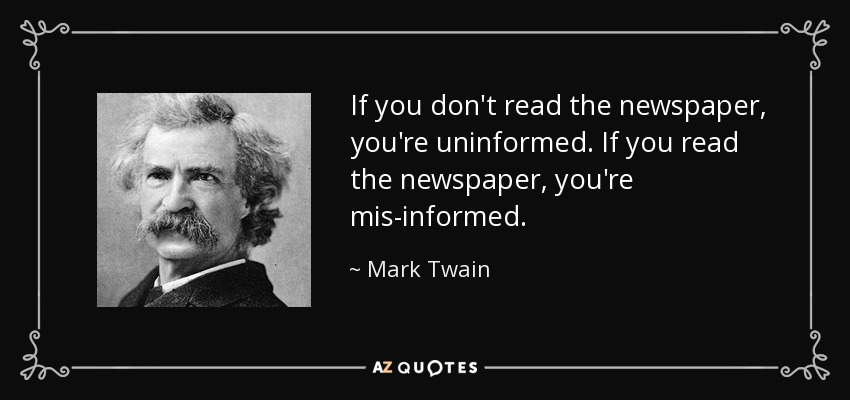 If you don't read the newspaper,
you're uninformed. If you read
the newspaper, you're
mis-informed.
~ Mark Twain
AZ QUOTES